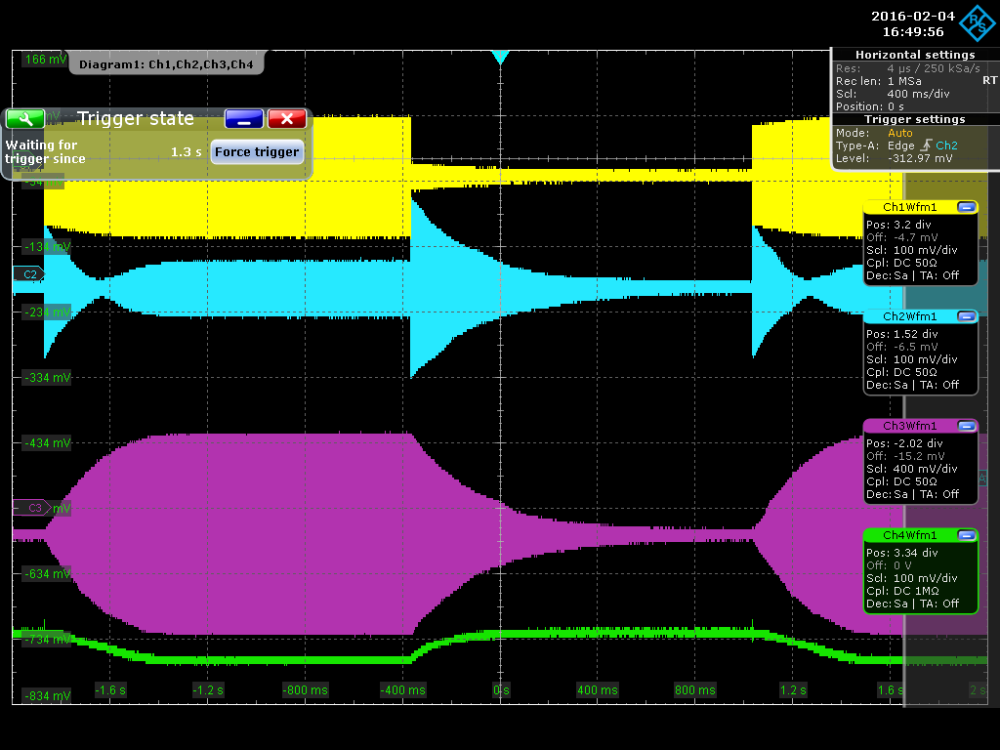 2016-02-04
16:49:56
R&S
166 mV
Diagram1: Ch1,Ch2,Ch3,Ch4
Horizontal settings
Res: 4 µs / 250 kSa/s
Rec len: 1 MSa
RT
Scl: 400 ms/div
Position: 0 s
Trigger settings
Mode: Auto
Type-A: Edge Ch2
Level: -312.97 mV
mV
Trigger state
Waiting for
trigger since
1.3 s
Force trigger
Ch1Wfm1
Pos: 3.2 div
Off: -4.7 mV
Scl: 100 mV/div
Cpl: DC 50Ω
Dec: Sa | TA: Off
-134 mV
C2
-234 mV
Ch2Wfm1
Pos: 1.52 div
Off: -6.5 mV
Scl: 100 mV/div
Cpl: DC 50Ω
Dec: Sa | TA: Off
-334 mV
-434 mV
Ch3Wfm1
Pos: -2.02 div
Off: -15.2 mV
Scl: 400 mV/div
Cpl: DC 50Ω
Dec: Sa | TA: Off
C3
mV
Ch4Wfm1
Pos: 3.34 div
Off: 0 V
Scl: 100 mV/div
Cpl: DC 1MΩ
Dec: Sa | TA: Off
-634 mV
-734 mV
-834 mV
-1.6 s -1.2 s -800 ms -400 ms 0 s 400 ms 800 ms 1.2 s 1.6 s 2 s